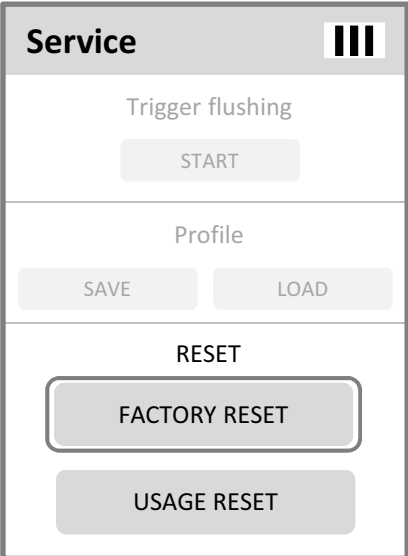 Service
Trigger flushing
START
Profile
SAVE LOAD
RESET
FACTORY RESET
USAGE RESET